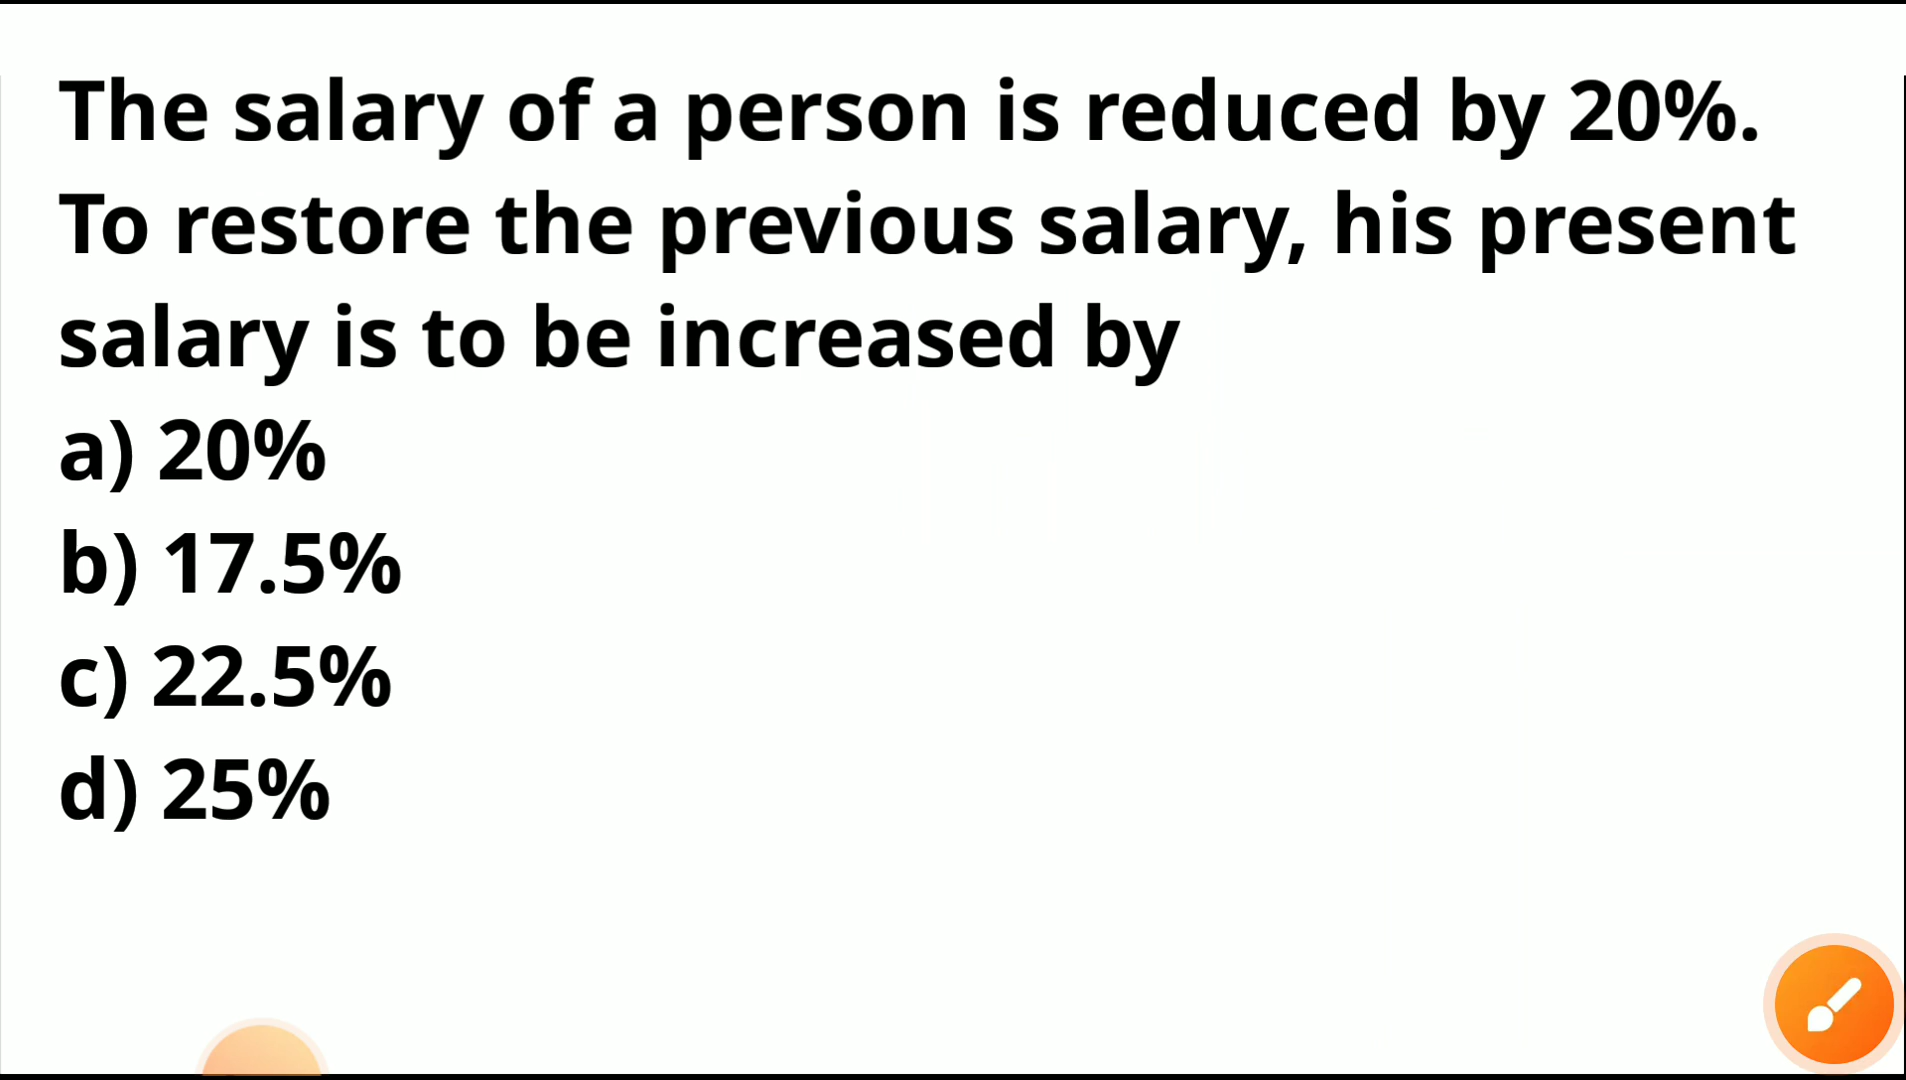 The salary of a person is reduced by 20%.
To restore the previous salary, his present
salary is to be increased by
a) 20%
b) 17.5%
c) 22.5%
d) 25%